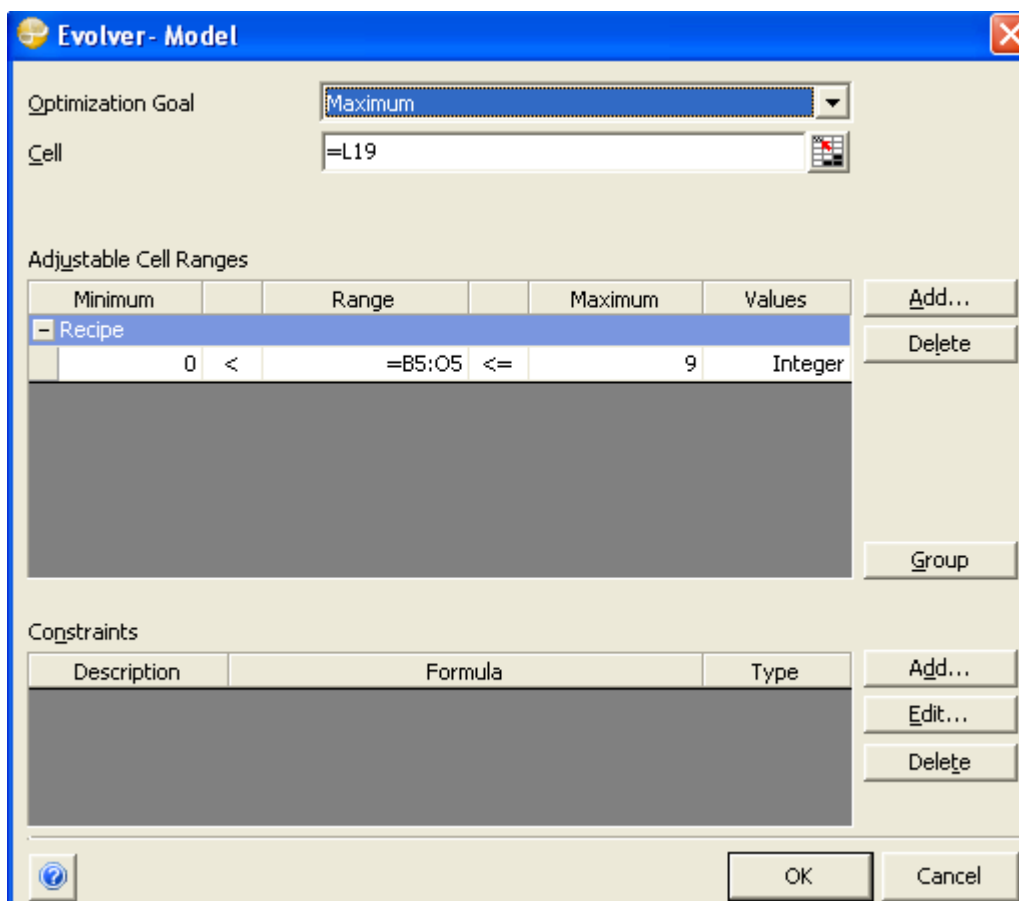 Evolver- Model
Optimization Goal Maximum
Cell =L19
Adjustable Cell Ranges
Minimum Range Maximum Values Add...
Recipe Delete
0 < =B5:O5 <= 9 Integer
Group
Constraints
Description Formula Type Add...
Edit...
Delete
OK Cancel